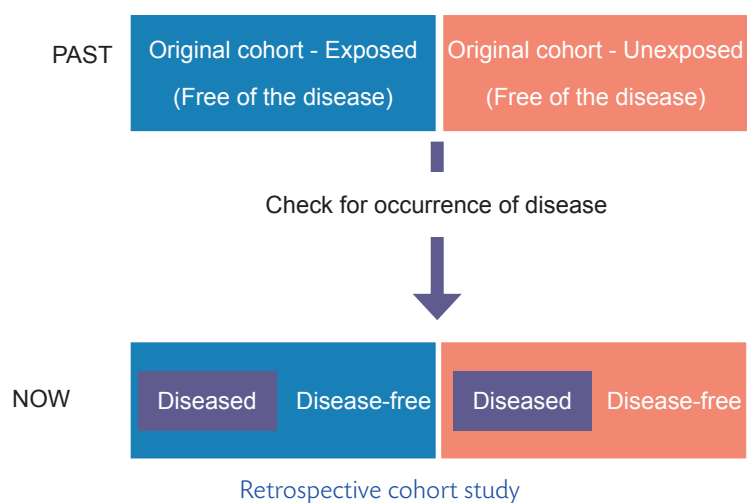 PAST
Original cohort - Exposed
(Free of the disease)
Original cohort - Unexposed
(Free of the disease)
Check for occurrence of disease
NOW
Diseased
Disease-free
Diseased
Disease-free
Retrospective cohort study